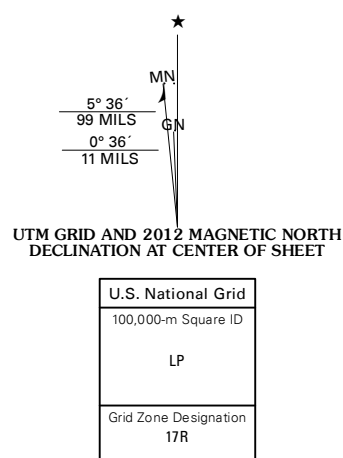 ★
MN
5° 36´
99 MILS
GN
0° 36´
11 MILS
UTM GRID AND 2012 MAGNETIC NORTH
DECLINATION AT CENTER OF SHEET
U.S. National Grid
100,000-m Square ID
LP
Grid Zone Designation
17R